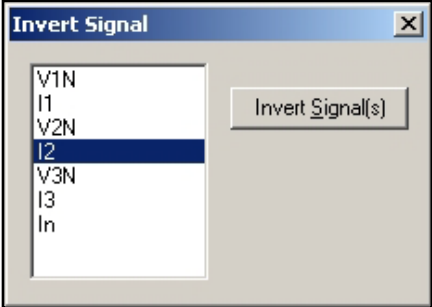 Invert Signal
V1N
I1
V2N
I2
V3N
I3
In
Invert Signal(s)